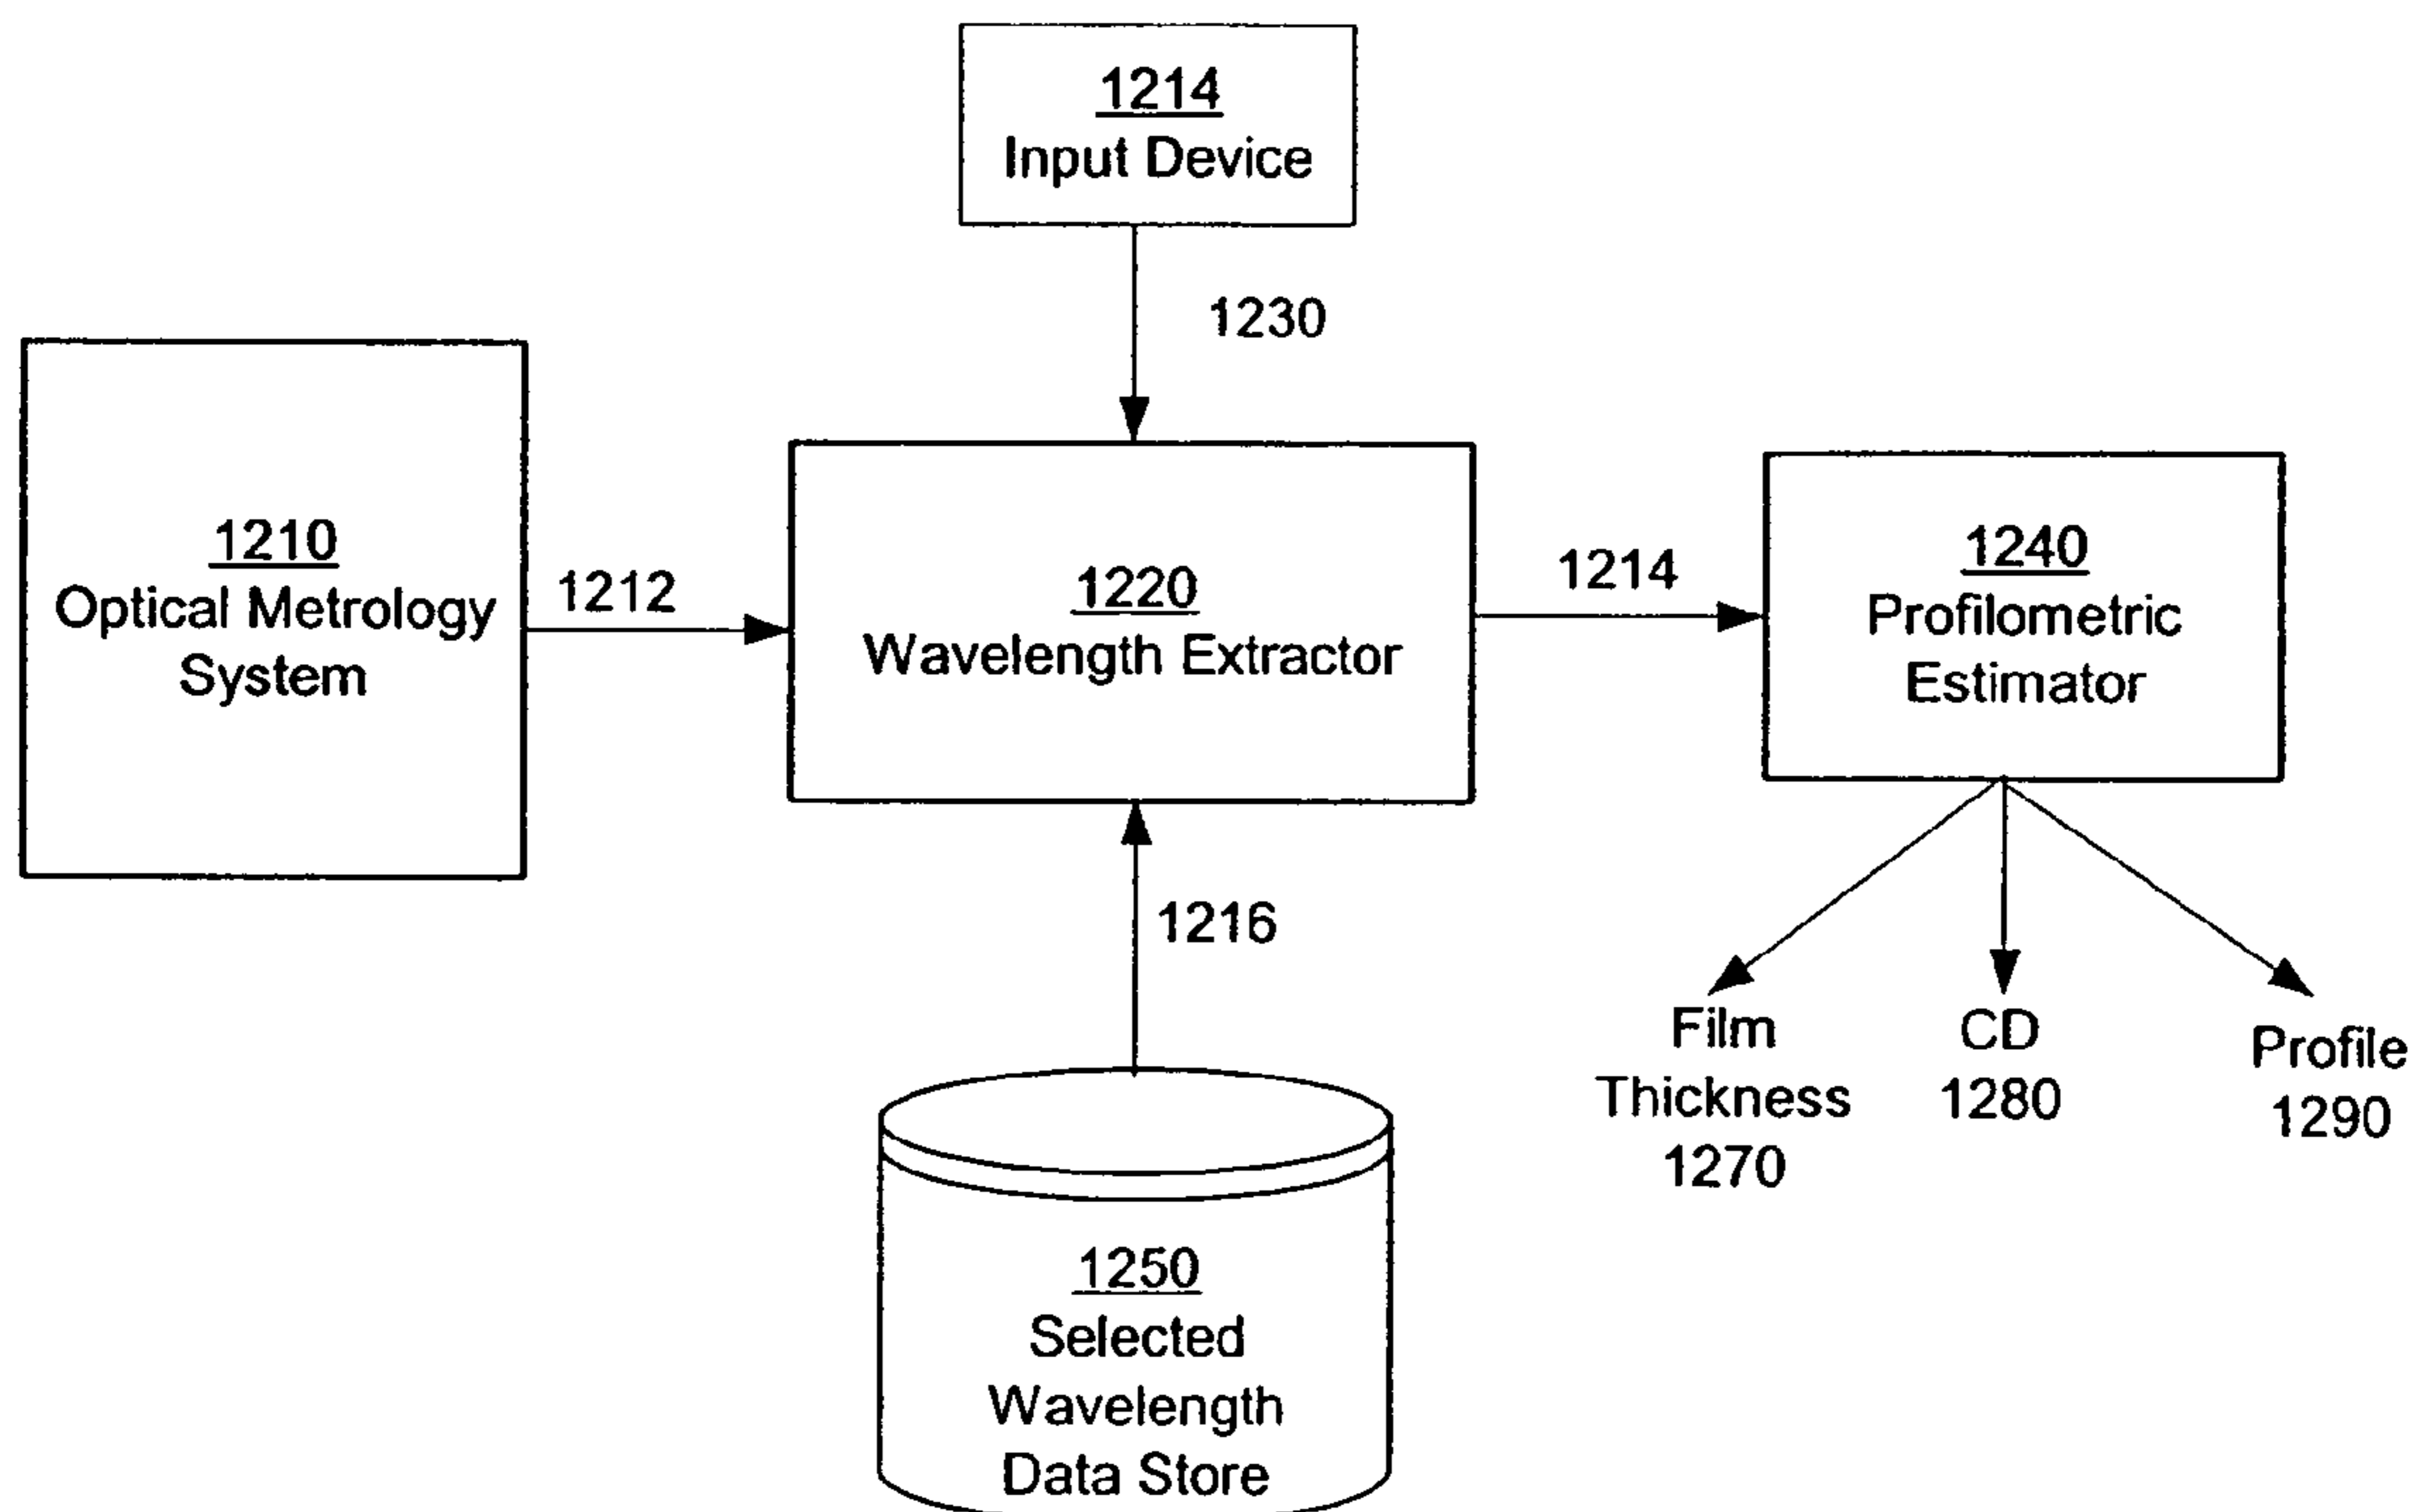 1214
Input Device
1230
1210
Optical Metrology
System
1212
1220
Wavelength Extractor
1214
1240
Profilometric
Estimator
1216
Film
Thickness
1270
CD
1280
Profile
1290
1250
Selected
Wavelength
Data Store